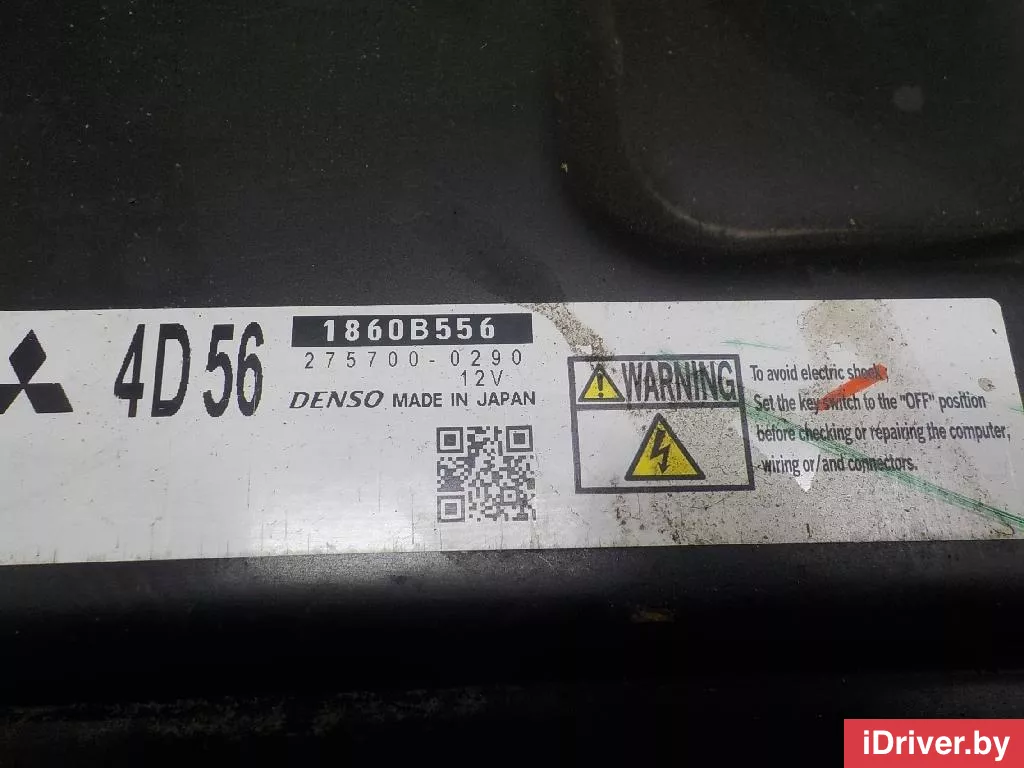 4D56
1860B556
275700-0290
12V
DENSO MADE IN JAPAN
WARNING
To avoid electric shock,
Set the key switch to the "OFF" position
before checking or repairing the computer,
wiring or/and connectors.
iDriver.by